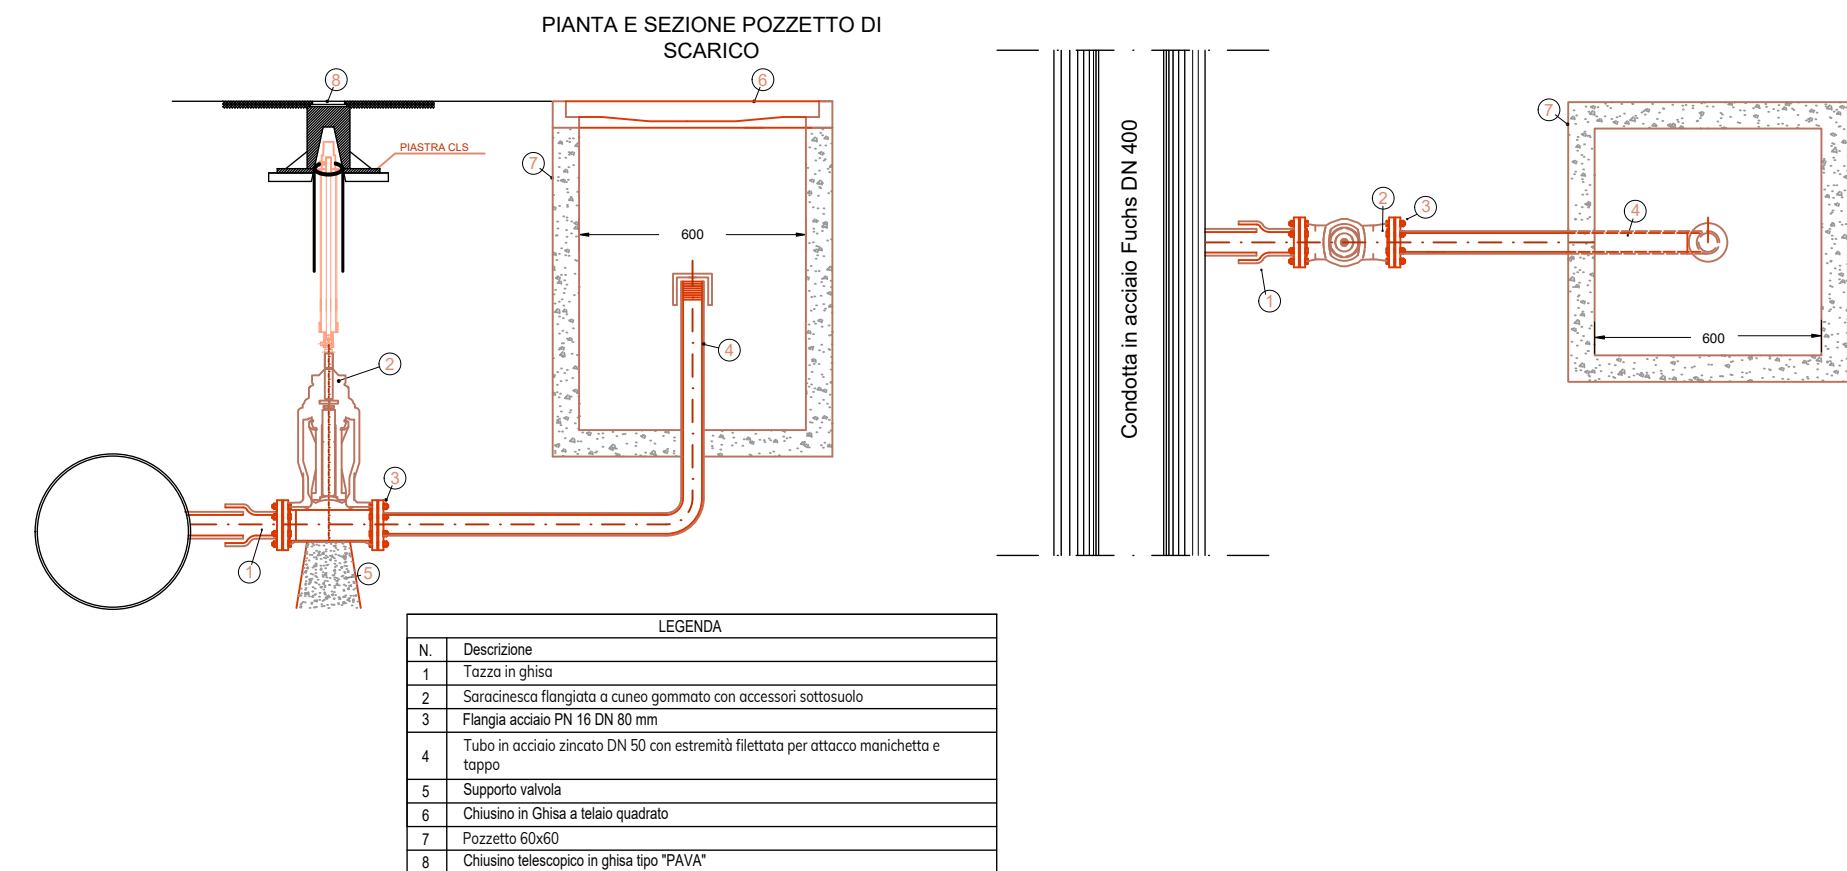 PIANTA E SEZIONE POZZETTO DI
SCARICO
8
6
PIASTRA CLS
7
600
4
2
3
1
5
Condotta in acciaio Fuchs DN 400
7
2
3
4
1
600
LEGENDA
N. Descrizione
1 Tazza in ghisa
2 Saracinesca flangiata a cuneo gommato con accessori sottosuolo
3 Flangia acciaio PN 16 DN 80 mm
4 Tubo in acciaio zincato DN 50 con estremità filettata per attacco manichetta e
tappo
5 Supporto valvola
6 Chiusino in Ghisa a telaio quadrato
7 Pozzetto 60x60
8 Chiusino telescopico in ghisa tipo "PAVA"